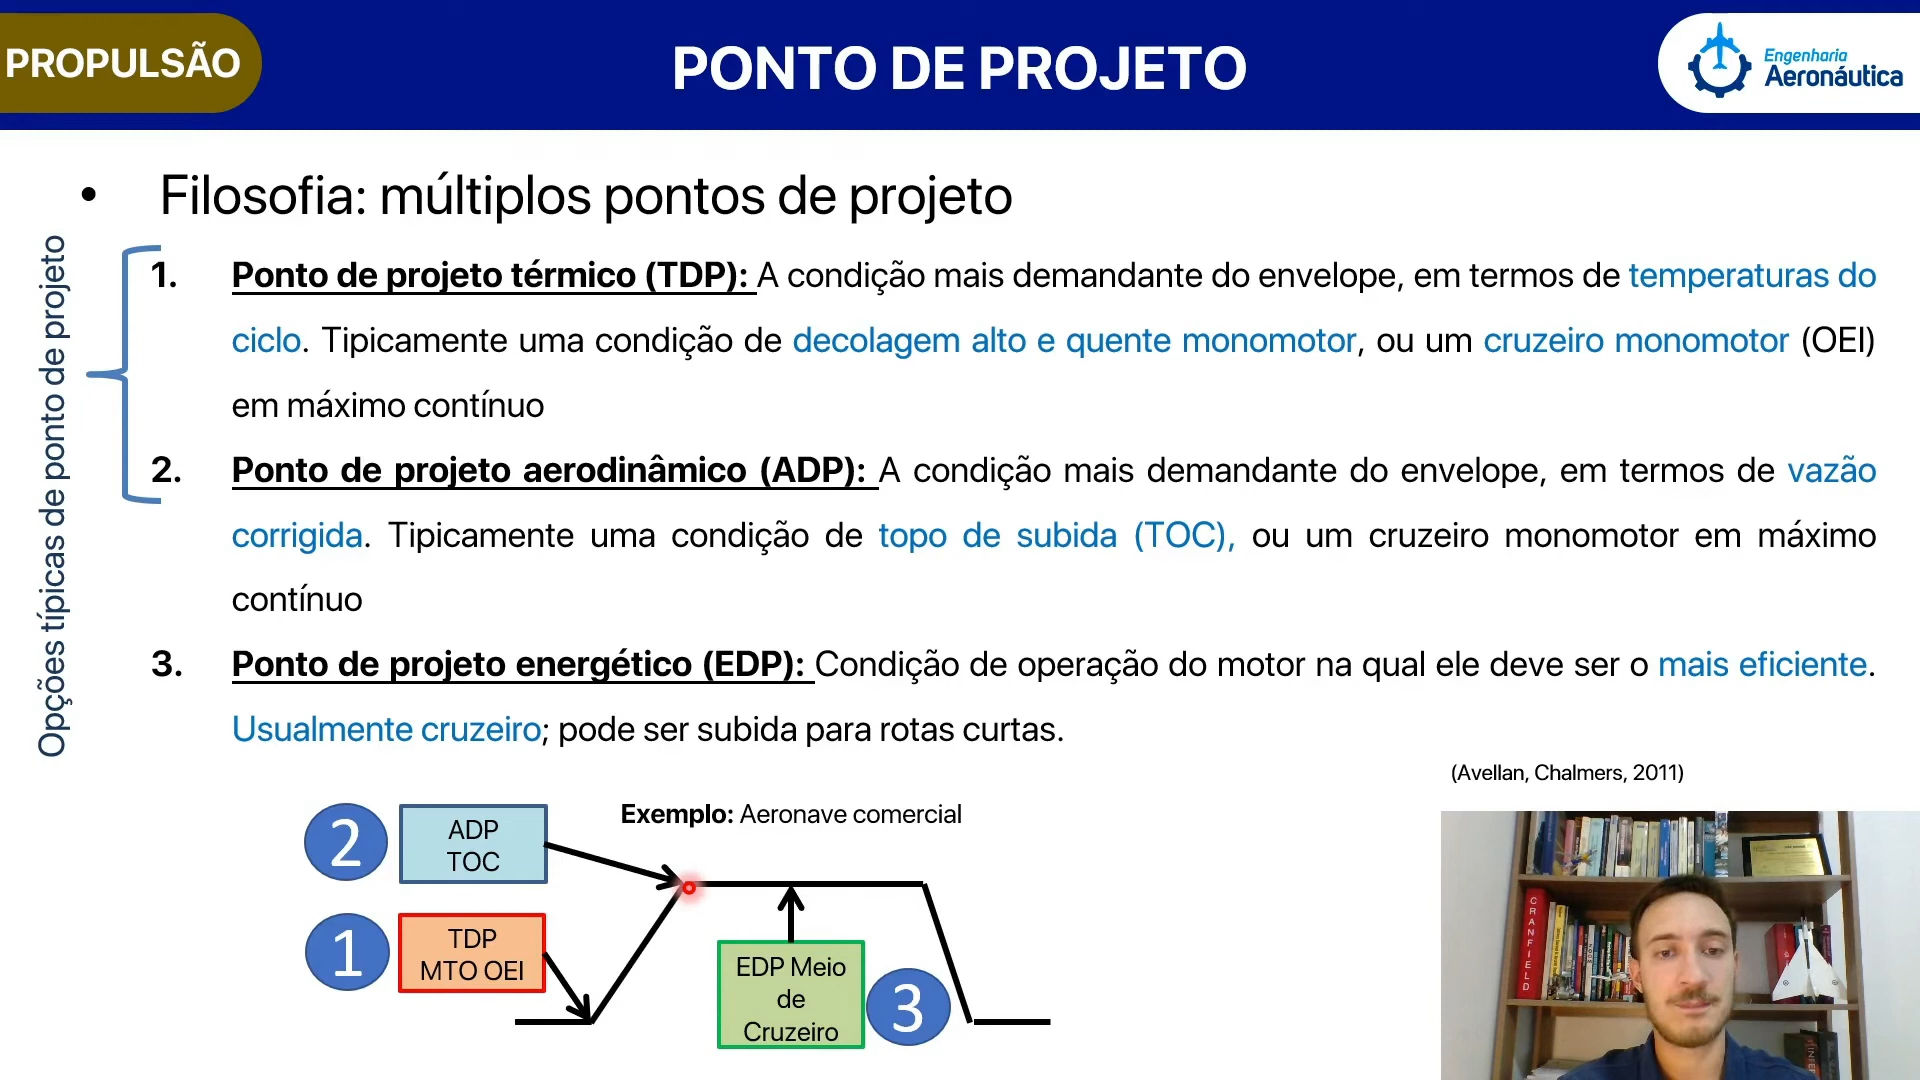 PROPULSÃO
PONTO DE PROJETO
Engenharia
Aeronáutica
• Filosofia: múltiplos pontos de projeto
Opções típicas de ponto de projeto
1. Ponto de projeto térmico (TDP): A condição mais demandante do envelope, em termos de temperaturas do
ciclo. Tipicamente uma condição de decolagem alto e quente monomotor, ou um cruzeiro monomotor (OEI)
em máximo contínuo
2. Ponto de projeto aerodinâmico (ADP): A condição mais demandante do envelope, em termos de vazão
corrigida. Tipicamente uma condição de topo de subida (TOC), ou um cruzeiro monomotor em máximo
contínuo
3. Ponto de projeto energético (EDP): Condição de operação do motor na qual ele deve ser o mais eficiente.
Usualmente cruzeiro; pode ser subida para rotas curtas.
(Avellan, Chalmers, 2011)
Exemplo: Aeronave comercial
2
ADP
TOC
1
TDP
MTO OEI
EDP Meio
de
Cruzeiro
3
CRANFIELD